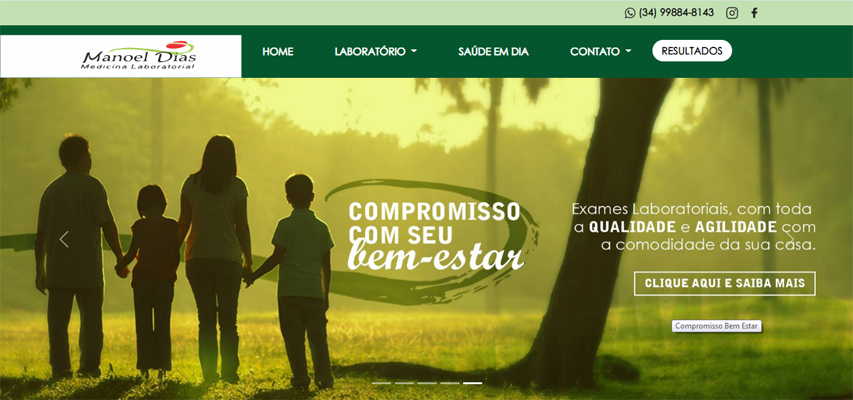 (34) 99884-8143
Manoel Dias
Medicina Laboratorial
HOME
LABORATÓRIO
SAÚDE EM DIA
CONTATO
RESULTADOS
COMPROMISSO
COM SEU
bem-estar
Exames Laboratoriais, com toda
a QUALIDADE e AGILIDADE com
a comodidade da sua casa.
CLIQUE AQUI E SAIBA MAIS
Compromisso Bem Estar